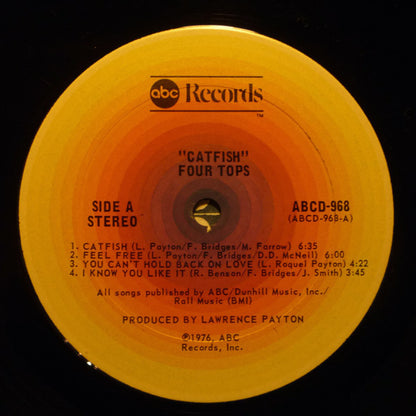 abc Records
TM
"CATFISH"
FOUR TOPS
SIDE A ABCD-968
STEREO (ABCD-968-A)
1. CATFISH (L. Payton/F. Bridges/M. Farrow) 6:35
2. FEEL FREE (L. Payton/F. Bridges/D.D. McNeil) 6:00
3. YOU CAN'T HOLD BACK ON LOVE (L. Roquel Payton) 4:22
4. I KNOW YOU LIKE IT (R. Benson/F. Bridges/J. Smith) 3:45
All songs published by ABC/Dunhill Music, Inc./
Rall Music (BMI)
PRODUCED BY LAWRENCE PAYTON
℗1976, ABC
Records, Inc.